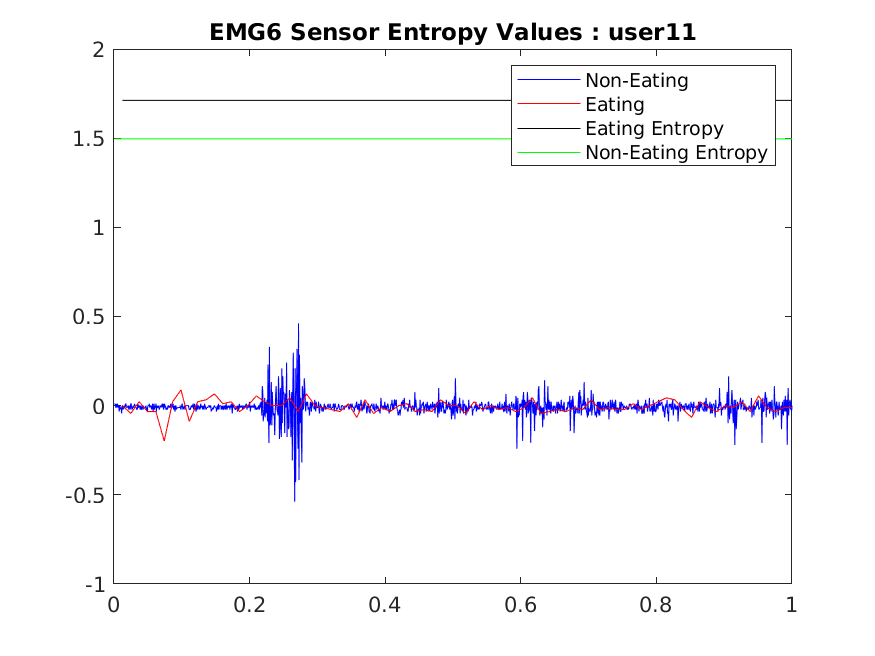 EMG6 Sensor Entropy Values : user11
2
Non-Eating
Eating
Eating Entropy
Non-Eating Entropy
1.5
1
0.5
0
-0.5
-1
0 0.2 0.4 0.6 0.8 1